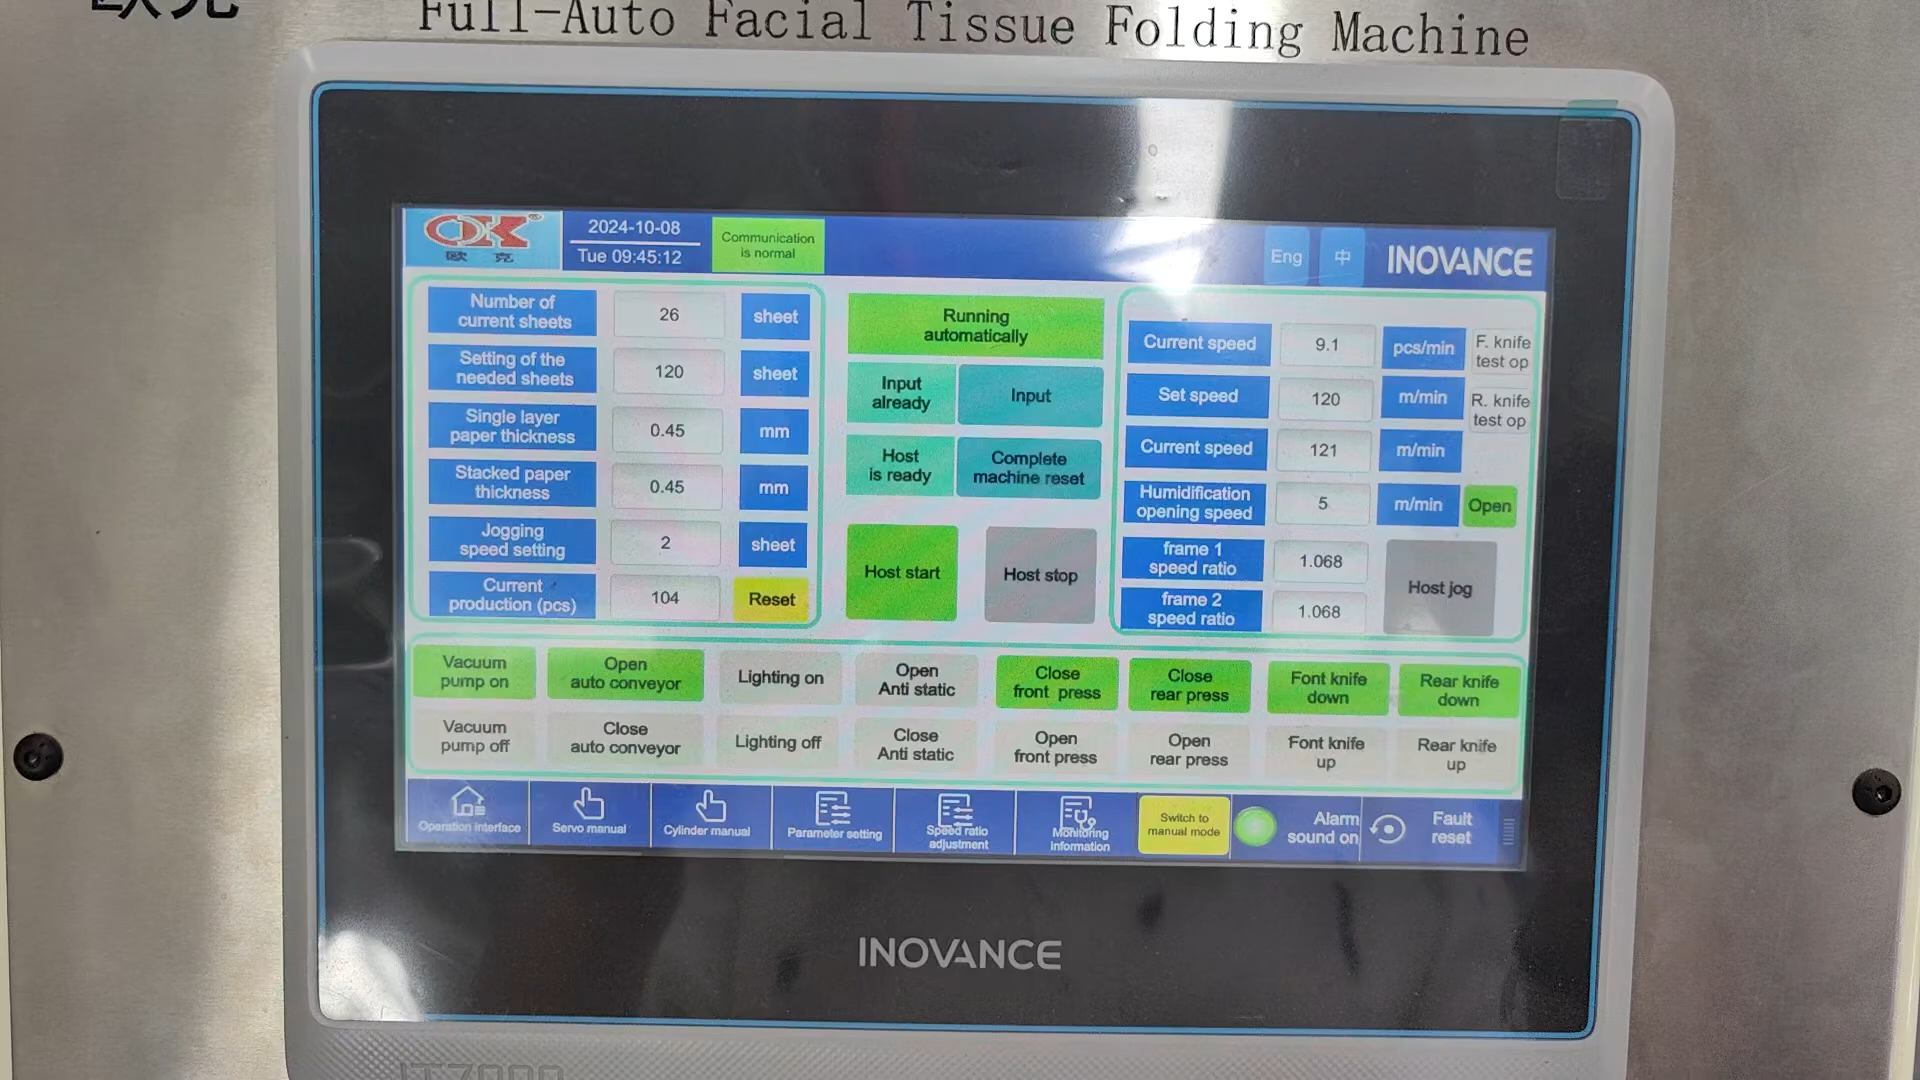 欧克
Full-Auto Facial Tissue Folding Machine
OK®
欧 克
2024-10-08
Tue 09:45:12
Communication
is normal
Eng
中
INOVANCE
Number of
current sheets
26
sheet
Setting of the
needed sheets
120
sheet
Single layer
paper thickness
0.45
mm
Stacked paper
thickness
0.45
mm
Jogging
speed setting
2
sheet
Current
production (pcs)
104
Reset
Running
automatically
Input
already
Input
Host
is ready
Complete
machine reset
Host start
Host stop
Current speed
9.1
pcs/min
F. knife
test op
Set speed
120
m/min
R. knife
test op
Current speed
121
m/min
Humidification
opening speed
5
m/min
Open
frame 1
speed ratio
1.068
Host jog
frame 2
speed ratio
1.068
Vacuum
pump on
Open
auto conveyor
Lighting on
Open
Anti static
Close
front press
Close
rear press
Font knife
down
Rear knife
down
Vacuum
pump off
Close
auto conveyor
Lighting off
Close
Anti static
Open
front press
Open
rear press
Font knife
up
Rear knife
up
Operation interface
Servo manual
Cylinder manual
Parameter setting
Speed ratio
adjustment
Monitoring
information
Switch to
manual mode
Alarm
sound on
Fault
reset
INOVANCE
IT7000